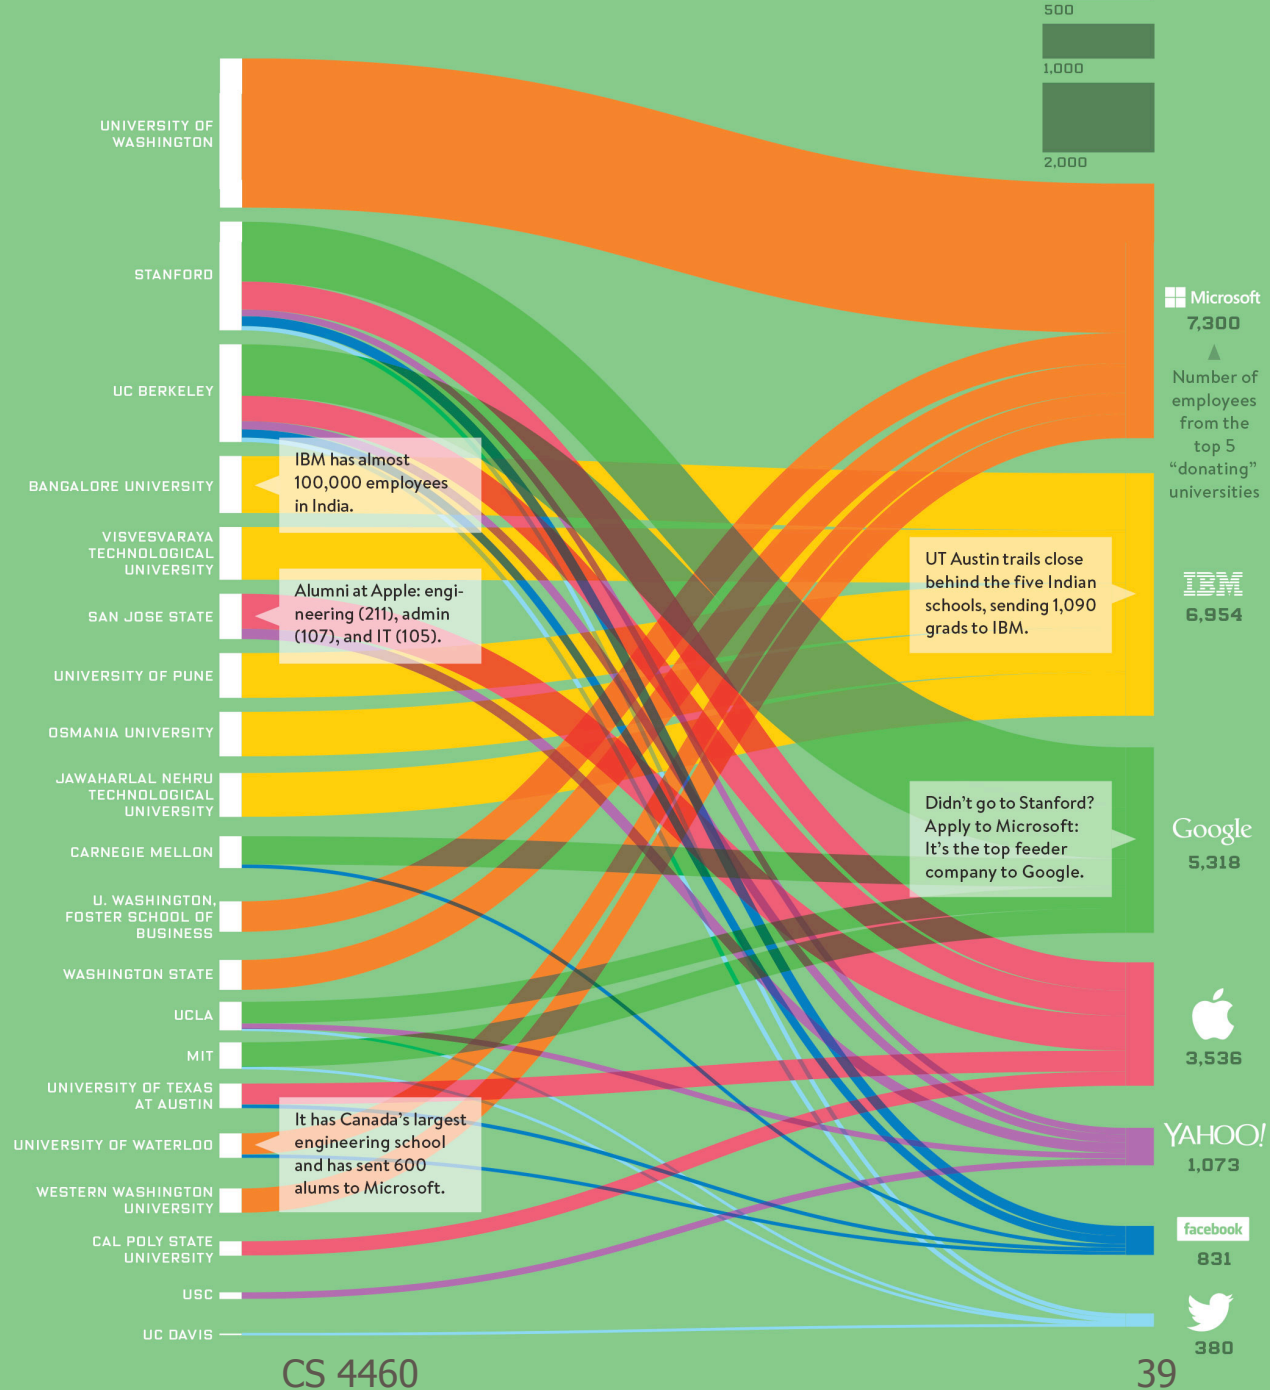 500
1,000
2,000
UNIVERSITY OF
WASHINGTON
STANFORD
UC BERKELEY
BANGALORE UNIVERSITY
VISVESVARAYA
TECHNOLOGICAL
UNIVERSITY
SAN JOSE STATE
UNIVERSITY OF PUNE
OSMANIA UNIVERSITY
JAWAHARLAL NEHRU
TECHNOLOGICAL
UNIVERSITY
CARNEGIE MELLON
U. WASHINGTON,
FOSTER SCHOOL OF
BUSINESS
WASHINGTON STATE
UCLA
MIT
UNIVERSITY OF TEXAS
AT AUSTIN
UNIVERSITY OF WATERLOO
WESTERN WASHINGTON
UNIVERSITY
CAL POLY STATE
UNIVERSITY
USC
UC DAVIS
IBM has almost
100,000 employees
in India.
Alumni at Apple: engi-
neering (211), admin
(107), and IT (105).
It has Canada's largest
engineering school
and has sent 600
alums to Microsoft.
UT Austin trails close
behind the five Indian
schools, sending 1,090
grads to IBM.
Didn't go to Stanford?
Apply to Microsoft:
It's the top feeder
company to Google.
Microsoft
7,300
Number of
employees
from the
top 5
“donating”
universities
IBM
6,954
Google
5,318
3,536
YAHOO!
1,073
facebook
831
380
CS 4460
39